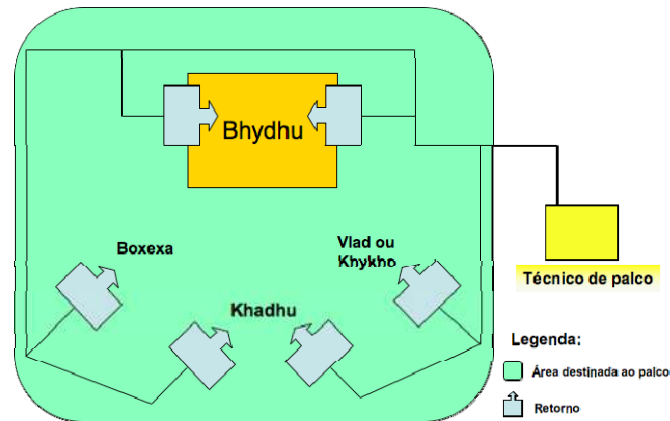 Bhydhu
Boxexa
Vlad ou
Khykho
Khadhu
Técnico de palco
Legenda:
Área destinada ao palco
Retorno